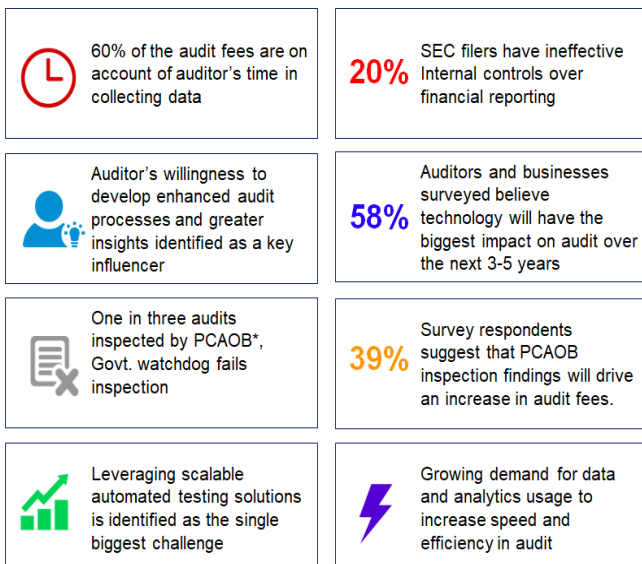 60% of the audit fees are on
account of auditor's time in
collecting data
20%
SEC filers have ineffective
Internal controls over
financial reporting
Auditor's willingness to
develop enhanced audit
processes and greater
insights identified as a key
influencer
58%
Auditors and businesses
surveyed believe
technology will have the
biggest impact on audit over
the next 3-5 years
One in three audits
inspected by PCAOB*,
Govt. watchdog fails
inspection
39%
Survey respondents
suggest that PCAOB
inspection findings will drive
an increase in audit fees.
Leveraging scalable
automated testing solutions
is identified as the single
biggest challenge
Growing demand for data
and analytics usage to
increase speed and
efficiency in audit